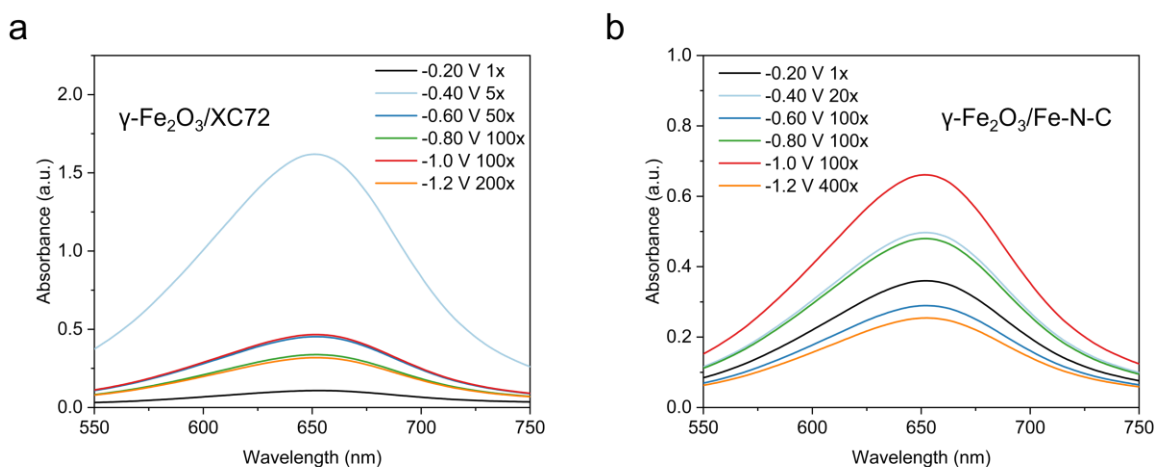 a
γ-Fe₂O₃/XC72
-0.20 V 1x
-0.40 V 5x
-0.60 V 50x
-0.80 V 100x
-1.0 V 100x
-1.2 V 200x
Absorbance (a.u.)
2.0
1.5
1.0
0.5
0.0
550
600
650
700
750
Wavelength (nm)
b
-0.20 V 1x
-0.40 V 20x
-0.60 V 100x
-0.80 V 100x
-1.0 V 100x
-1.2 V 400x
γ-Fe₂O₃/Fe-N-C
Absorbance (a.u.)
1.0
0.8
0.6
0.4
0.2
0.0
550
600
650
700
750
Wavelength (nm)